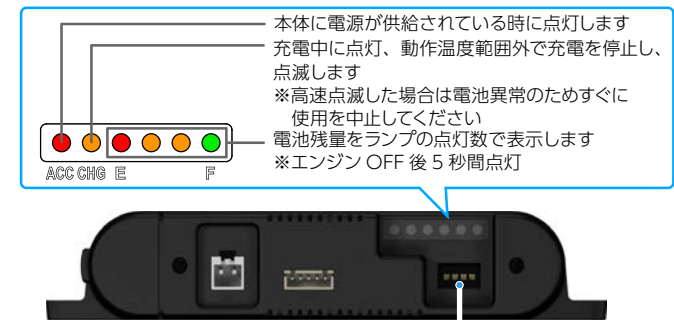 本体に電源が供給されている時に点灯します
充電中に点灯、動作温度範囲外で充電を停止し、
点滅します
※高速点滅した場合は電池異常のためすぐに
使用を中止してください
電池残量をランプの点灯数で表示します
※エンジン OFF 後 5 秒間点灯
ACC CHG E F